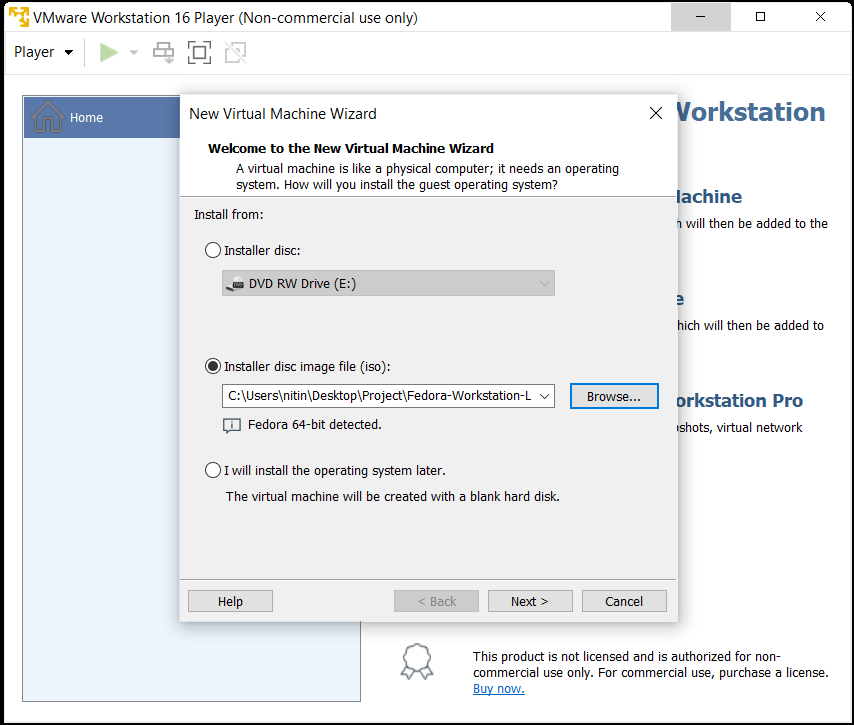 VMware Workstation 16 Player (Non-commercial use only)
Player
Home
Workstation
New Virtual Machine Wizard
Welcome to the New Virtual Machine Wizard
A virtual machine is like a physical computer; it needs an operating
system. How will you install the guest operating system?
Install from:
Installer disc:
DVD RW Drive (E:)
Installer disc image file (iso):
C:\Users\nitin\Desktop\Project\Fedora-Workstation-L
Browse...
Fedora 64-bit detected.
I will install the operating system later.
The virtual machine will be created with a blank hard disk.
Help
< Back
Next >
Cancel
achine
will then be added to the
e
hich will then be added to
orkstation Pro
shots, virtual network
This product is not licensed and is authorized for non-
commercial use only. For commercial use, purchase a license.
Buy now.